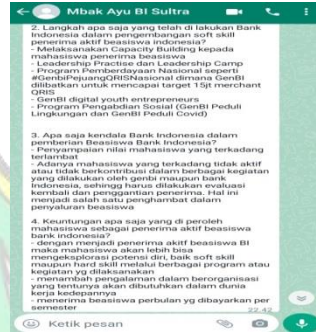 Mbak Ayu BI Sultra
2. Langkah apa saja yang telah di lakukan Bank
Indonesia dalam pengembangan soft skill
penerima aktif beasiswa indonesia?
- Melaksanakan Capacity Building kepada
mahasiswa penerima beasiswa
- Leadership Practise dan Leadership Camp
- Program Pemberdayaan Nasional seperti
#GenbiPejuangQRISNasional dimana GenBI
dilibatkan untuk mencapai target 15jt merchant
QRIS
- GenBI digital youth entrepreneurs
- Program Pengabdian Sosial (GenBI Peduli
Lingkungan dan GenBI Peduli Covid)
3. Apa saja kendala Bank Indonesia dalam
pemberian Beasiswa Bank Indonesia?
- Penyampaian nilai mahasiswa yang terkadang
terlambat
- Adanya mahasiswa yang terkadang tidak aktif
atau tidak berkontribusi dalam berbagai kegiatan
yang dilakukan oleh genbi maupun bank
Indonesia, sehingg harus dilakukan evaluasi
kembali dan penggantian penerima. Hal ini
menjadi salah satu penghambat dalam
penyaluran beasiswa
4. Keuntungan apa saja yang di peroleh
mahasiswa sebagai penerima aktif beasiswa
bank indonesia?
- dengan menjadi penerima akitf beasiswa BI
maka mahasiswa akan lebih bisa
mengeksplorasi potensi diri, baik soft skill
maupun hard skill melalui berbagai program atau
kegiatan yg dilaksanakan
- menambah pengalaman dalam berorganisasi
yang tentunya akan dibutuhkan dalam dunia
kerja kedepannya
- menerima beasiswa perbulan yg dibayarkan per
semester
22.42
Ketik pesan